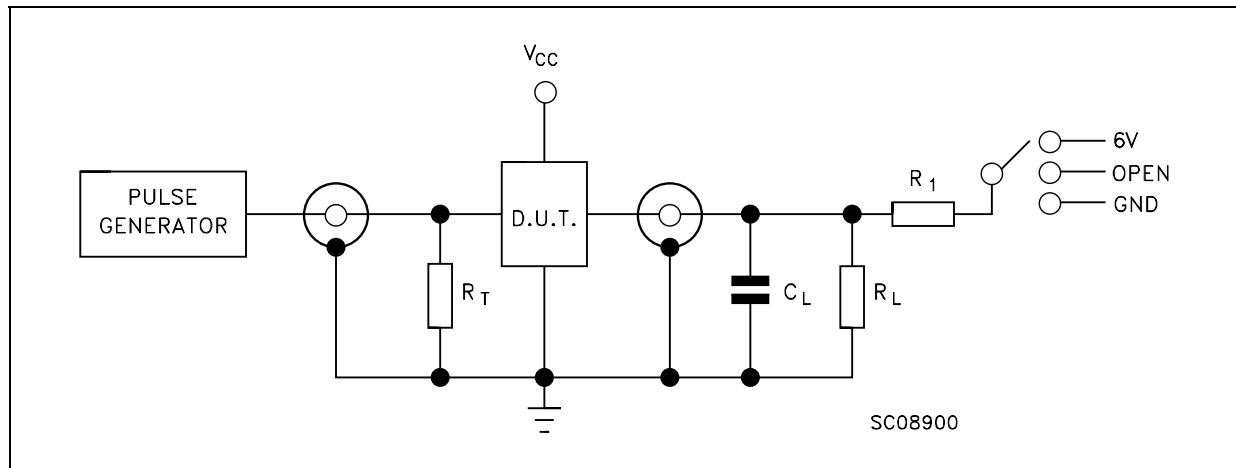 VCC
PULSE
GENERATOR
D.U.T.
RT
CL
RL
R1
6V
OPEN
GND
SC08900